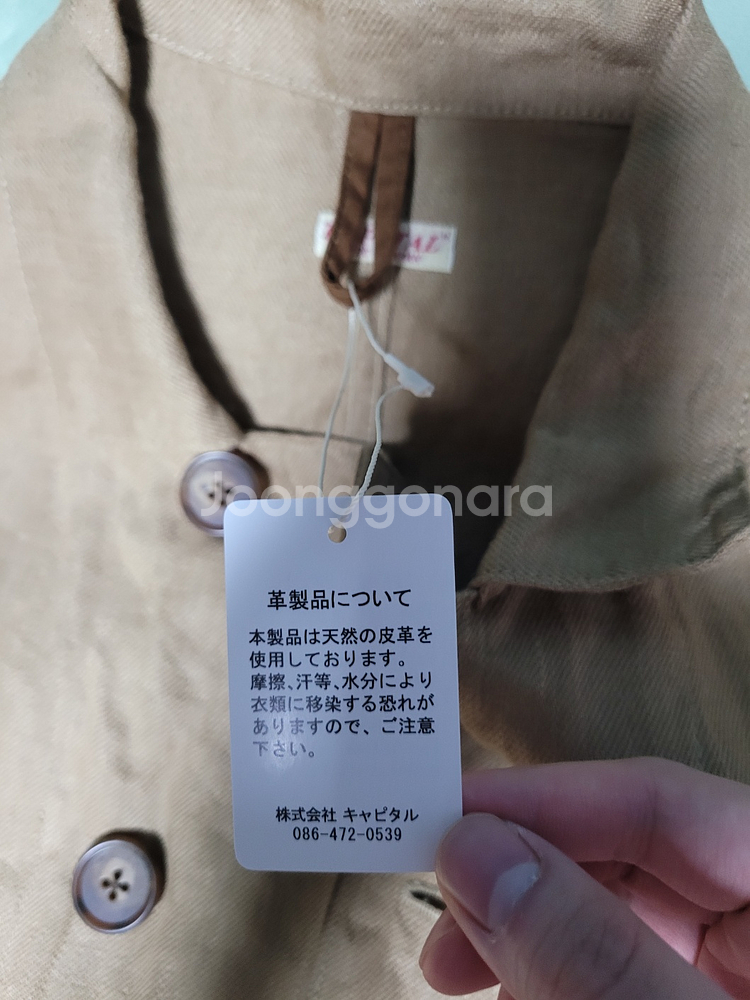 Joonggonara
革製品について
本製品は天然の皮革を
使用しております。
摩擦、汗等、水分により
衣類に移染する恐れが
ありますので、ご注意
下さい。
株式会社 キャピタル
086-472-0539